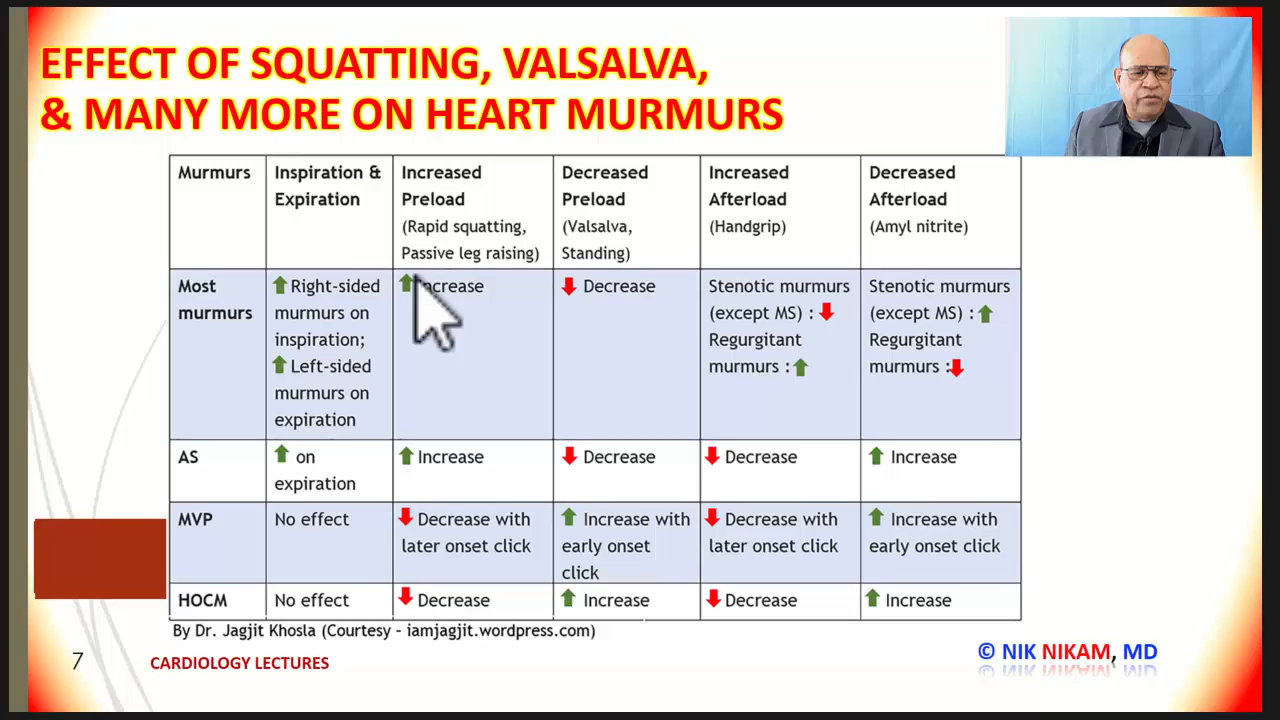 EFFECT OF SQUATTING, VALSALVA,
& MANY MORE ON HEART MURMURS
Murmurs
Inspiration &
Expiration
Increased
Preload
(Rapid squatting,
Passive leg raising)
Decreased
Preload
(Valsalva,
Standing)
Increased
Afterload
(Handgrip)
Decreased
Afterload
(Amyl nitrite)
Most
murmurs
Right-sided
murmurs on
inspiration;
Left-sided
murmurs on
expiration
Increase
Decrease
Stenotic murmurs
(except MS) :
Regurgitant
murmurs :
Stenotic murmurs
(except MS) :
Regurgitant
murmurs :
AS
on
expiration
Increase
Decrease
Decrease
Increase
MVP
No effect
Decrease with
later onset click
Increase with
early onset
click
Decrease with
later onset click
Increase with
early onset click
HOCM
No effect
Decrease
Increase
Decrease
Increase
By Dr. Jagjit Khosla (Courtesy - iamjagjit.wordpress.com)
7
CARDIOLOGY LECTURES
© NIK NIKAM, MD